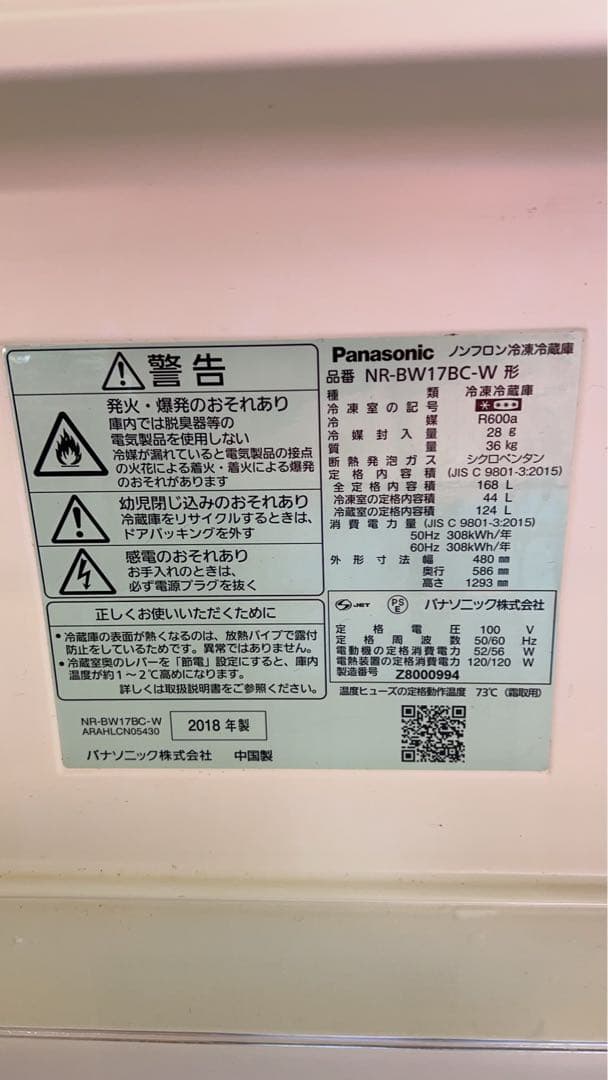 警告
発火・爆発のおそれあり
庫内では脱臭器等の
電気製品を使用しない
冷媒が漏れていると電気製品の接点
の火花による着火・着火による爆発
のおそれがあります
幼児閉じ込みのおそれあり
冷蔵庫をリサイクルするときは、
ドアパッキングを外す
感電のおそれあり
お手入れのときは、
必ず電源プラグを抜く
正しくお使いいただくために
・冷蔵庫の表面が熱くなるのは、放熱パイプで露付
防止をしているためです。異常ではありません。
・冷蔵室奥のレバーを「節電」設定にすると、庫内
温度が約1〜2℃高めになります。
詳しくは取扱説明書をご参照ください。
NR-BW17BC-W
ARAHLCN05430
2018 年製
パナソニック株式会社 中国製
Panasonic ノンフロン冷凍冷蔵庫
品番 NR-BW17BC-W 形
種類 冷凍冷蔵庫
冷凍室の記号
冷媒 R600a
冷媒封入量 28 g
質量 36 kg
断熱発泡ガス シクロペンタン
定格内容積 (JIS C 9801-3:2015)
全定格内容積 168 L
冷凍室の定格内容積 44 L
冷蔵室の定格内容積 124 L
消費電力量 (JIS C 9801-3:2015)
50Hz 308kWh/年
60Hz 308kWh/年
外形寸法 幅 480 mm
奥行 586 mm
高さ 1293 mm
JET PSE パナソニック株式会社
定格電圧 100 V
定格周波数 50/60 Hz
電動機の定格消費電力 52/56 W
電熱装置の定格消費電力 120/120 W
製造番号 Z8000994
温度ヒューズの定格動作温度 73℃（霜取用）